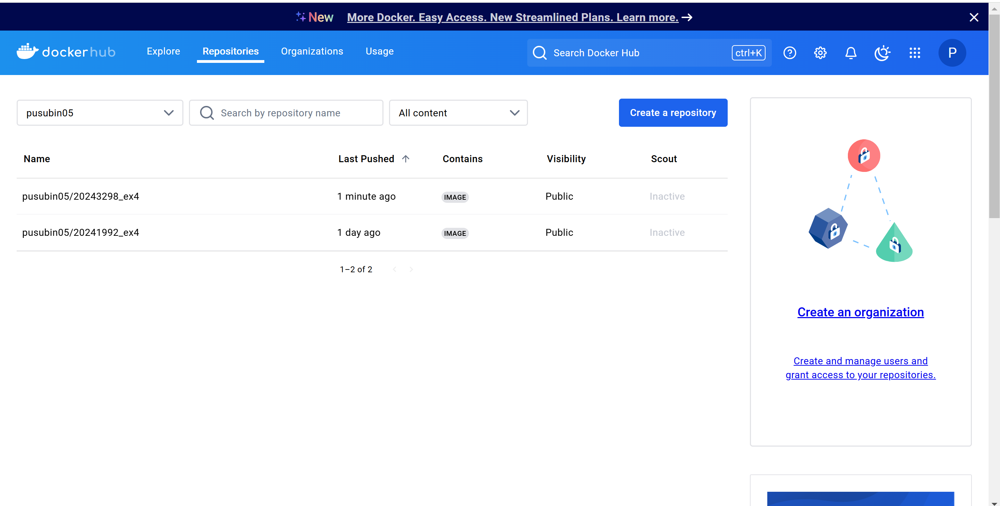 New More Docker. Easy Access. New Streamlined Plans. Learn more.
docker hub Explore Repositories Organizations Usage Search Docker Hub ctrl+K P
pusubin05 Search by repository name All content Create a repository
Name Last Pushed Contains Visibility Scout
pusubin05/20243298_ex4 1 minute ago IMAGE Public Inactive
pusubin05/20241992_ex4 1 day ago IMAGE Public Inactive
1–2 of 2
Create an organization
Create and manage users and
grant access to your repositories.